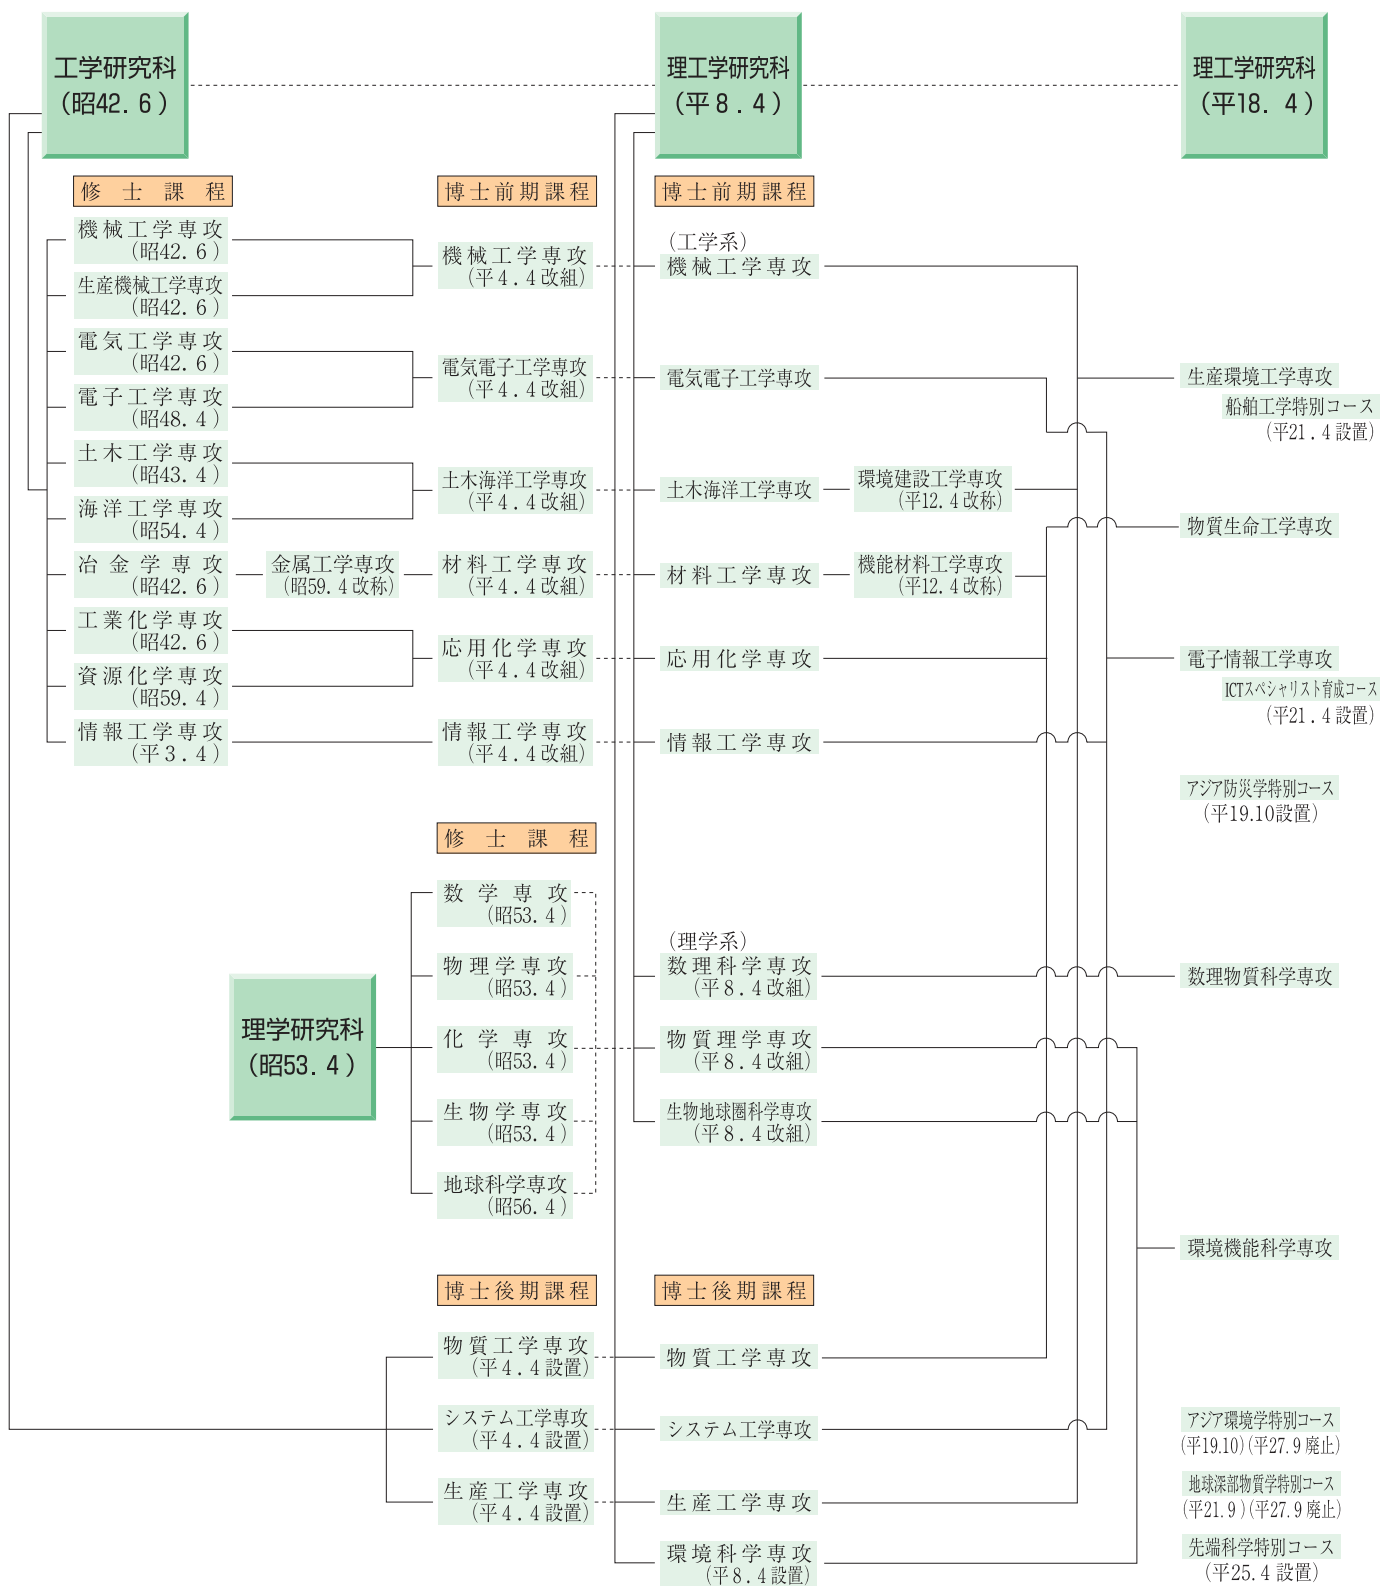 工学研究科
（昭42. 6 ）
理工学研究科
（平 8 . 4 ）
理工学研究科
（平18. 4 ）
修士課程
機械工学専攻
（昭42. 6 ）
生産機械工学専攻
（昭42. 6 ）
電気工学専攻
（昭42. 6 ）
電子工学専攻
（昭48. 4 ）
土木工学専攻
（昭43. 4 ）
海洋工学専攻
（昭54. 4 ）
冶金学専攻
（昭42. 6 ）
金属工学専攻
（昭59. 4 改称）
工業化学専攻
（昭42. 6 ）
資源化学専攻
（昭59. 4 ）
情報工学専攻
（平 3 . 4 ）
博士前期課程
機械工学専攻
（平 4 . 4 改組）
電気電子工学専攻
（平 4 . 4 改組）
土木海洋工学専攻
（平 4 . 4 改組）
材料工学専攻
（平 4 . 4 改組）
応用化学専攻
（平 4 . 4 改組）
情報工学専攻
（平 4 . 4 改組）
博士前期課程
（工学系）
機械工学専攻
電気電子工学専攻
土木海洋工学専攻
環境建設工学専攻
（平12. 4 改称）
材料工学専攻
機能材料工学専攻
（平12. 4 改称）
応用化学専攻
情報工学専攻
生産環境工学専攻
船舶工学特別コース
（平21 . 4 設置）
物質生命工学専攻
電子情報工学専攻
ICTスペシャリスト育成コース
（平21 . 4 設置）
アジア防災学特別コース
（平19.10設置）
理学研究科
（昭53. 4 ）
修士課程
数学専攻
（昭53. 4 ）
物理学専攻
（昭53. 4 ）
化学専攻
（昭53. 4 ）
生物学専攻
（昭53. 4 ）
地球科学専攻
（昭56. 4 ）
（理学系）
数理科学専攻
（平 8 . 4 改組）
物質理学専攻
（平 8 . 4 改組）
生物地球圏科学専攻
（平 8 . 4 改組）
数理物質科学専攻
環境機能科学専攻
博士後期課程
物質工学専攻
（平 4 . 4 設置）
システム工学専攻
（平 4 . 4 設置）
生産工学専攻
（平 4 . 4 設置）
博士後期課程
物質工学専攻
システム工学専攻
生産工学専攻
環境科学専攻
（平 8 . 4 設置）
アジア環境学特別コース
（平19.10）（平27. 9 廃止）
地球深部物質学特別コース
（平21. 9 ）（平27. 9 廃止）
先端科学特別コース
（平25. 4 設置）